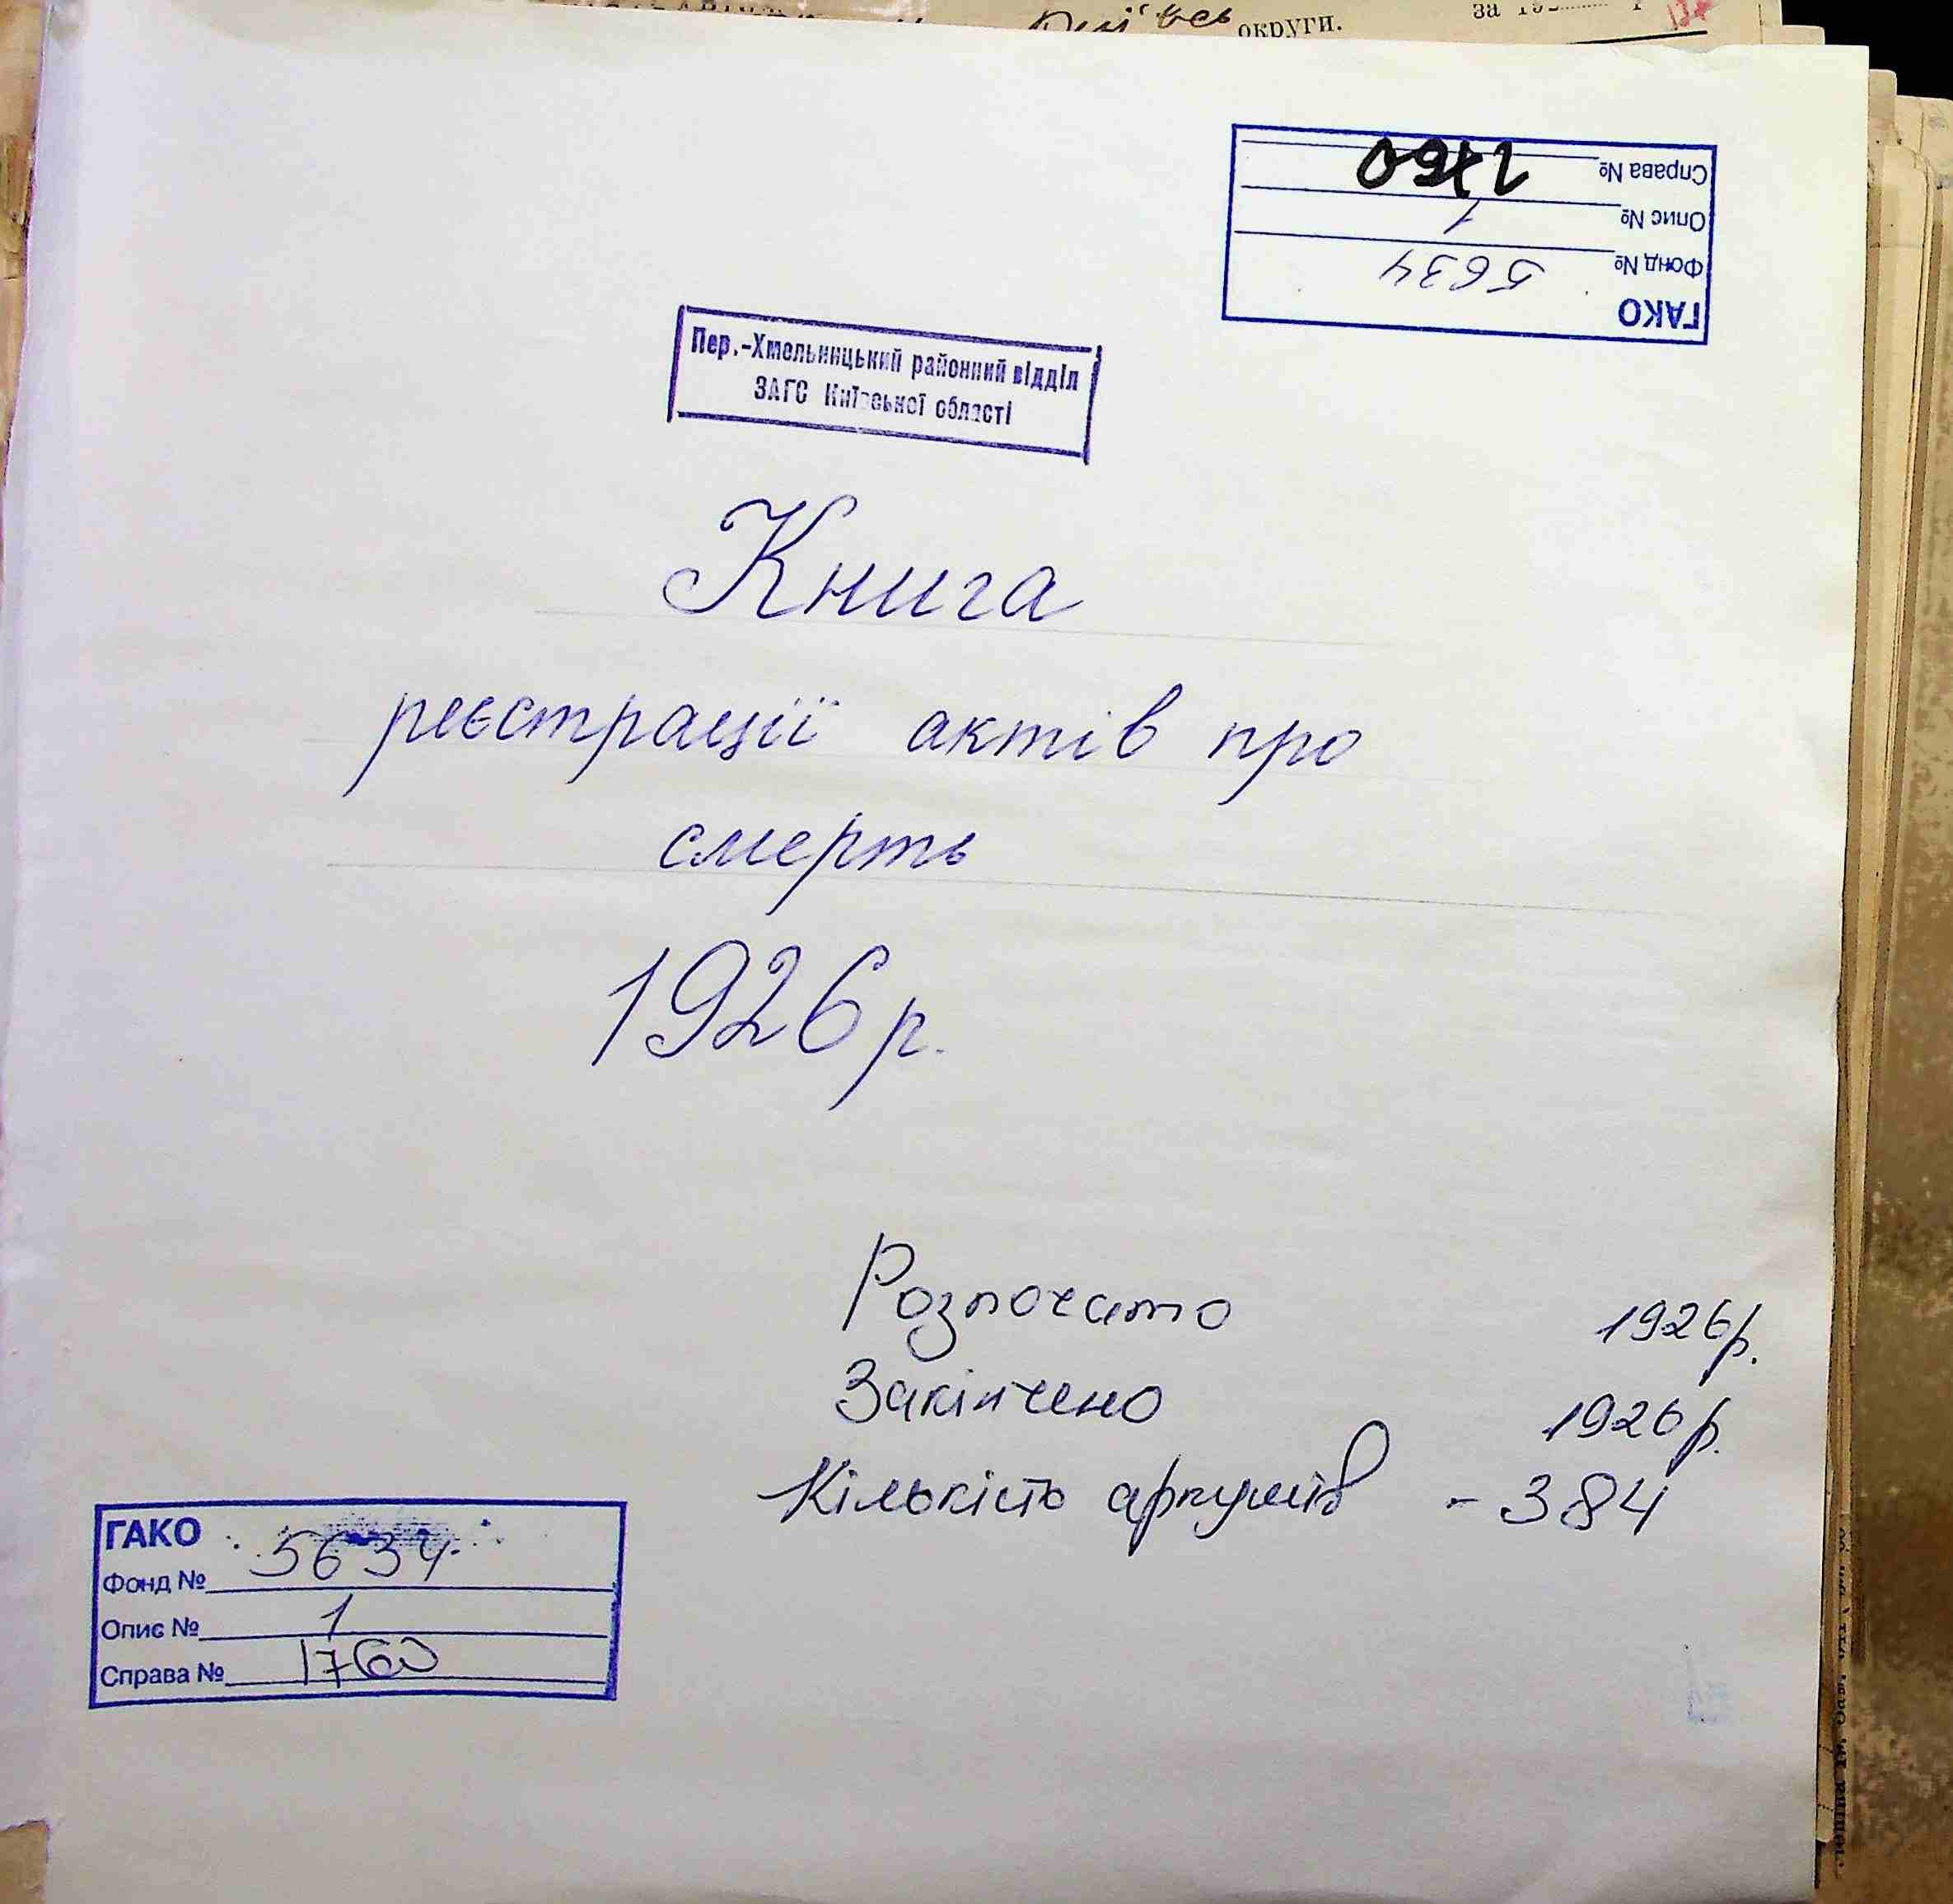 округи. за 19
ГАКО
Фонд № 5634
Опис № 1
Справа № 1760
Пер.-Хмельницький районний відділ
ЗАГС Київської області
Книга
реєстрації актів про
смерть
1926 р.
Розпочато 1926 р.
Закінчено 1926 р.
Кількість аркушів - 384
ГАКО
Фонд № 5634
Опис № 1
Справа № 1760